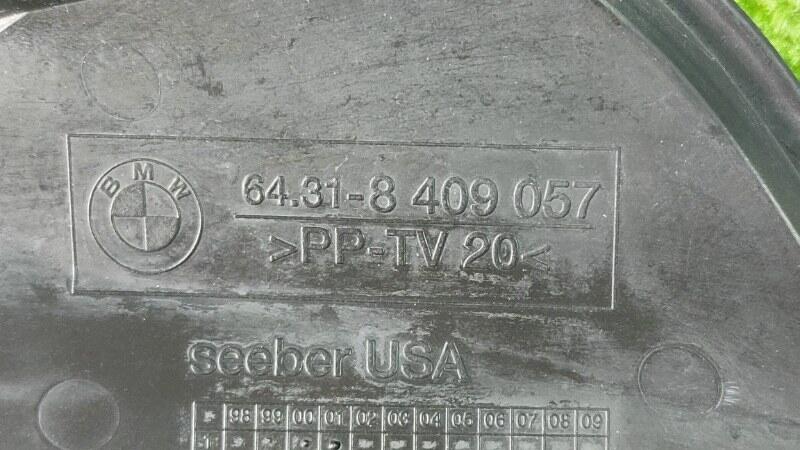 BMW
64.31-8 409 057
>PP-TV 20<
seeber USA
98 99 00 01 02 03 04 05 06 07 08 09